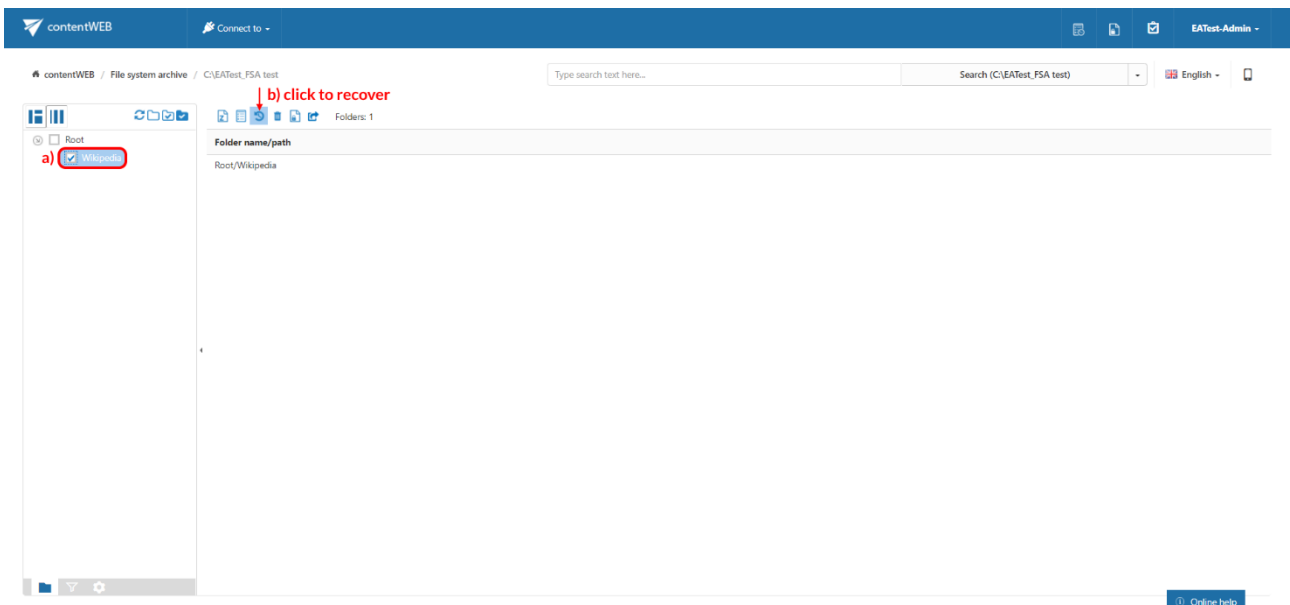 contentWEB
Connect to
EATest-Admin
contentWEB / File system archive / C:\EATest_FSA test
Type search text here...
Search (C:\EATest_FSA test)
English
b) click to recover
Folders: 1
Root
Folder name/path
a)
Wikipedia
Root/Wikipedia
Online help